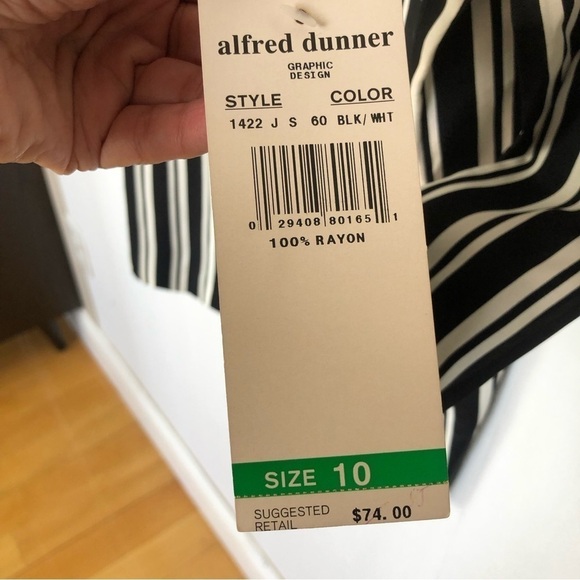 alfred dunner
GRAPHIC
DESIGN
STYLE COLOR
1422 J S 60 BLK/WHT
0 29408 80165 1
100% RAYON
SIZE 10
SUGGESTED
RETAIL $74.00